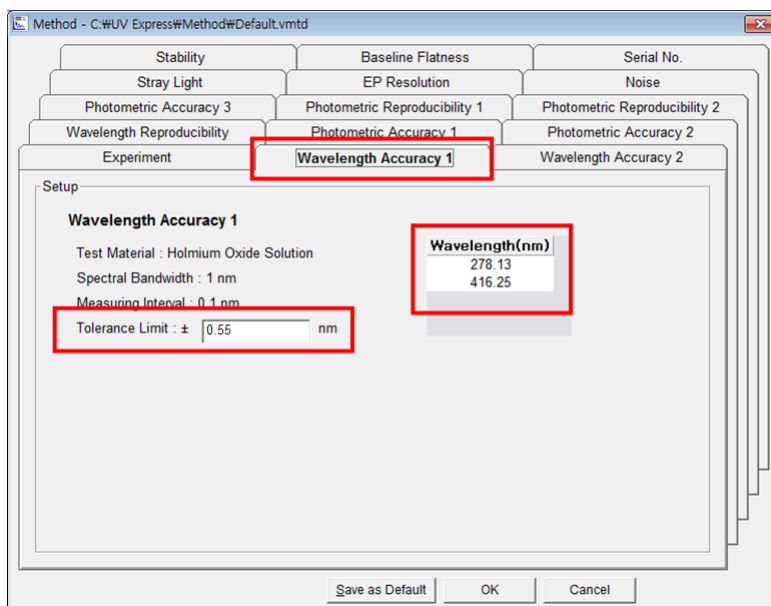 Method - C:₩UV Express₩Method₩Default.vmtd
Stability Baseline Flatness Serial No.
Stray Light EP Resolution Noise
Photometric Accuracy 3 Photometric Reproducibility 1 Photometric Reproducibility 2
Wavelength Reproducibility Photometric Accuracy 1 Photometric Accuracy 2
Experiment Wavelength Accuracy 1 Wavelength Accuracy 2
Setup
Wavelength Accuracy 1
Test Material : Holmium Oxide Solution
Spectral Bandwidth : 1 nm
Measuring Interval : 0.1 nm
Tolerance Limit : ± 0.55 nm
Wavelength(nm)
278.13
416.25
Save as Default OK Cancel